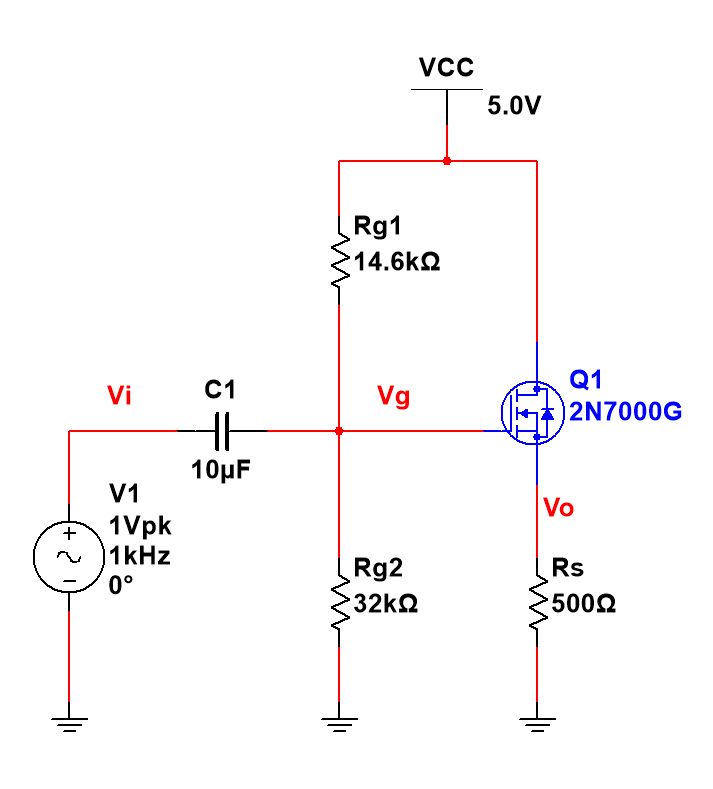 VCC
5.0V
Rg1
14.6kΩ
Vi
C1
10µF
Vg
Q1
2N7000G
V1
1Vpk
1kHz
0°
Vo
Rg2
32kΩ
Rs
500Ω